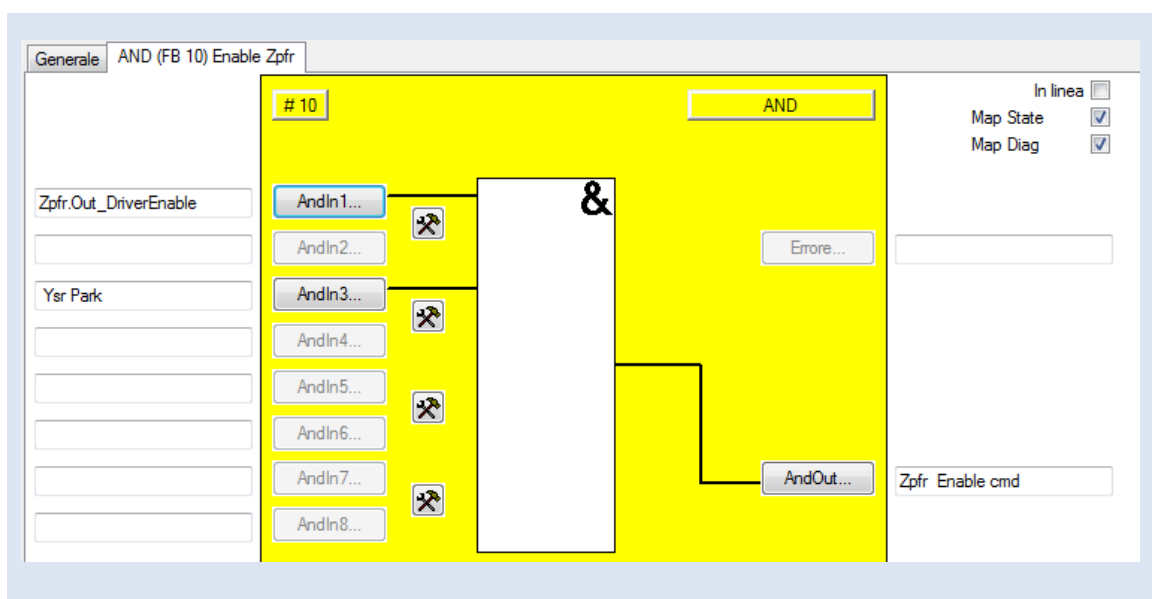 Generale AND (FB 10) Enable Zpfr
# 10 AND In linea
Map State
Map Diag
Zpfr.Out_DriverEnable AndIn1... &
AndIn2... Errore...
Ysr Park AndIn3...
AndIn4...
AndIn5...
AndIn6...
AndIn7... AndOut... Zpfr Enable cmd
AndIn8...